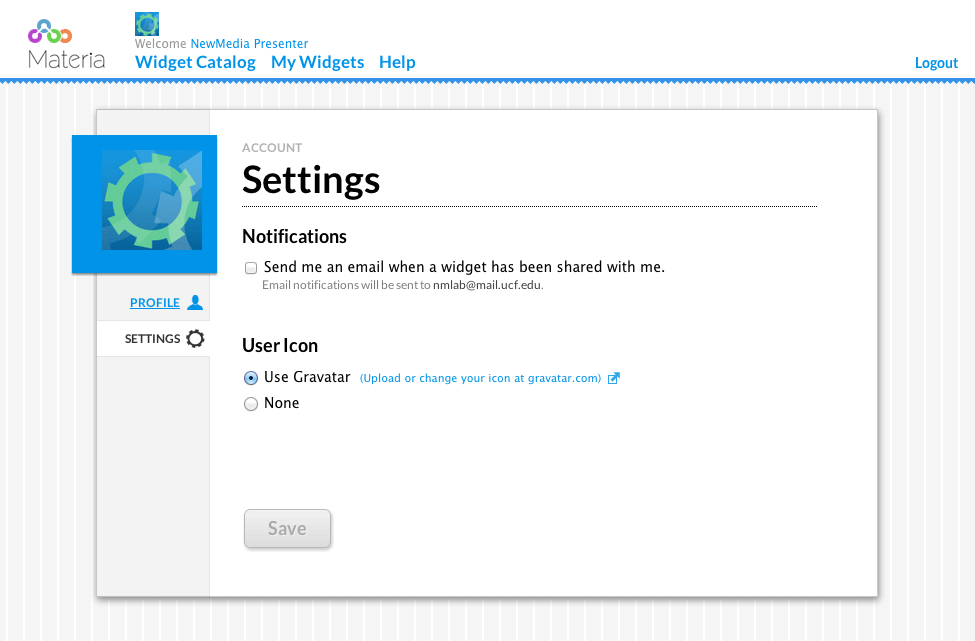 Materia
Welcome NewMedia Presenter
Widget Catalog My Widgets Help
Logout
ACCOUNT
Settings
Notifications
Send me an email when a widget has been shared with me.
Email notifications will be sent to nmlab@mail.ucf.edu.
PROFILE
SETTINGS
User Icon
Use Gravatar (Upload or change your icon at gravatar.com)
None
Save